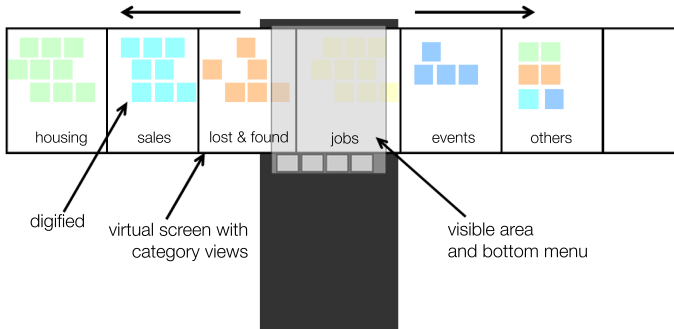 housing
sales
lost & found
jobs
events
others
digified
virtual screen with
category views
visible area
and bottom menu